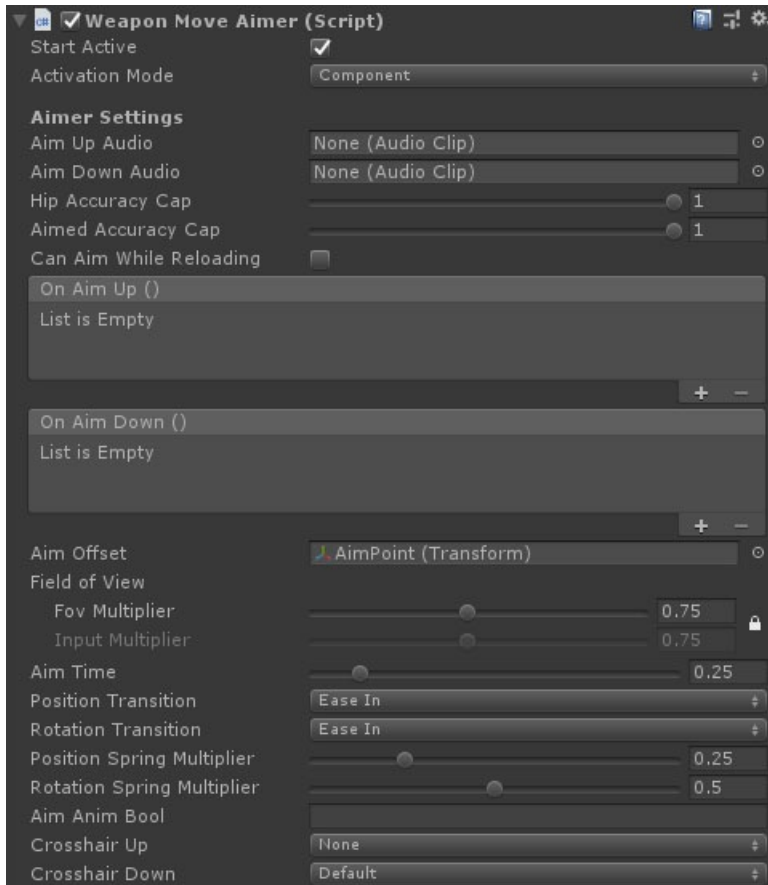 c# Weapon Move Aimer (Script)
Start Active
Activation Mode Component
Aimer Settings
Aim Up Audio None (Audio Clip)
Aim Down Audio None (Audio Clip)
Hip Accuracy Cap 1
Aimed Accuracy Cap 1
Can Aim While Reloading
On Aim Up ()
List is Empty
+ −
On Aim Down ()
List is Empty
+ −
Aim Offset AimPoint (Transform)
Field of View
Fov Multiplier 0.75
Input Multiplier 0.75
Aim Time 0.25
Position Transition Ease In
Rotation Transition Ease In
Position Spring Multiplier 0.25
Rotation Spring Multiplier 0.5
Aim Anim Bool
Crosshair Up None
Crosshair Down Default